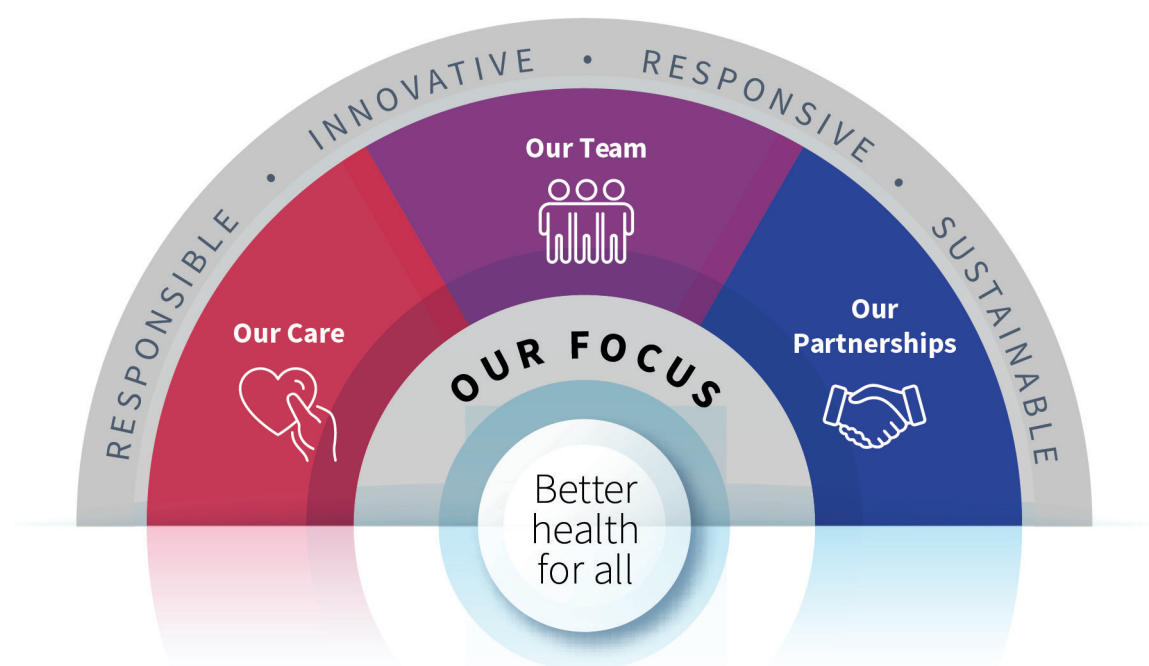 RESPONSIBLE • INNOVATIVE • RESPONSIVE • SUSTAINABLE
Our Team
Our Care
Our
Partnerships
OUR FOCUS
Better
health
for all